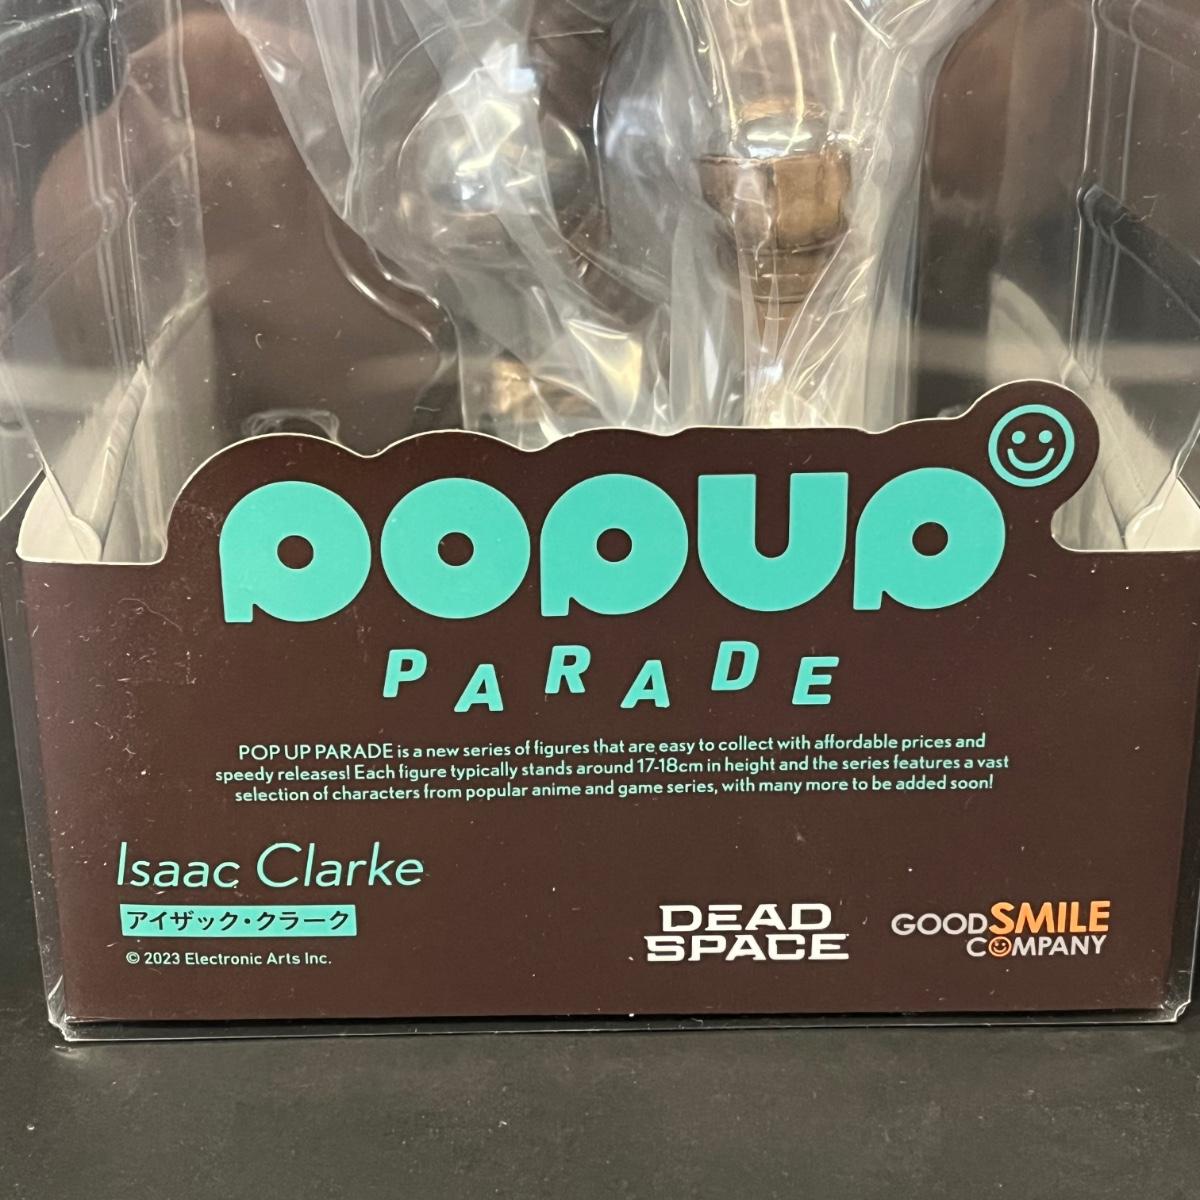 POPUP
PARADE
POP UP PARADE is a new series of figures that are easy to collect with affordable prices and
speedy releases! Each figure typically stands around 17-18cm in height and the series features a vast
selection of characters from popular anime and game series, with many more to be added soon!
Isaac Clarke
アイザック・クラーク
© 2023 Electronic Arts Inc.
DEAD
SPACE
GOOD SMILE
COMPANY